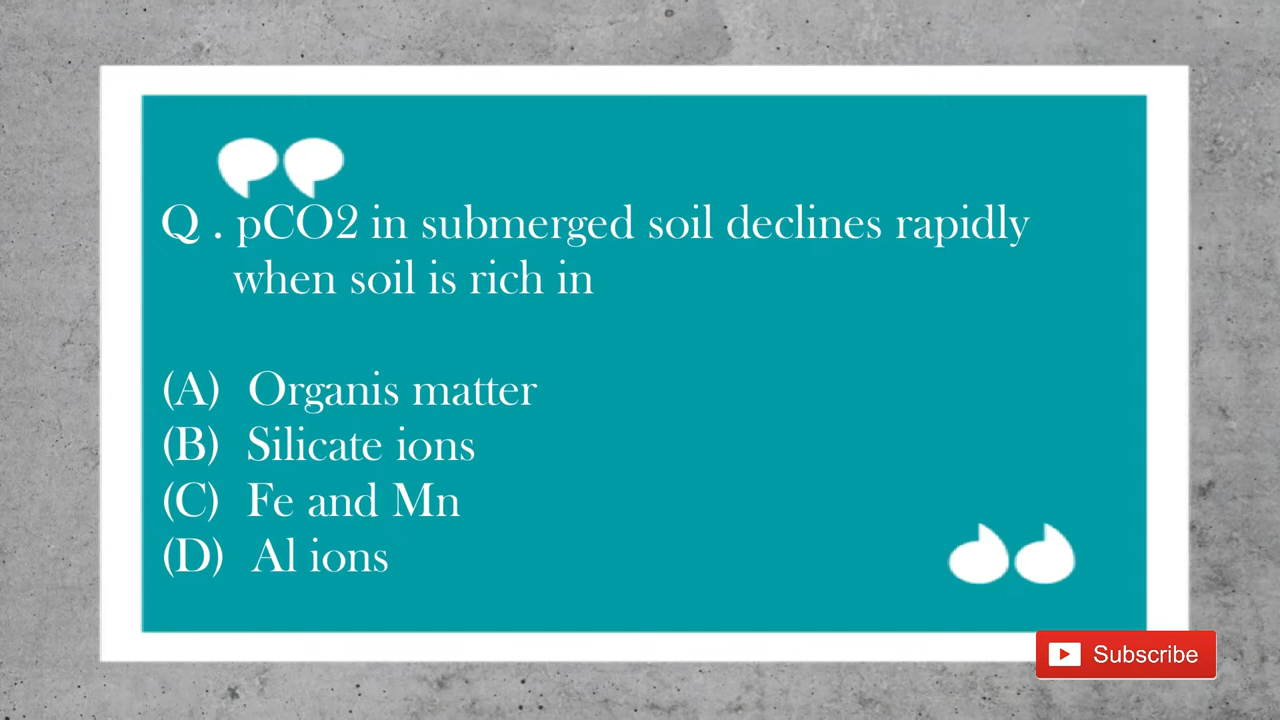 Q . pCO2 in submerged soil declines rapidly
when soil is rich in
(A) Organis matter
(B) Silicate ions
(C) Fe and Mn
(D) Al ions
Subscribe